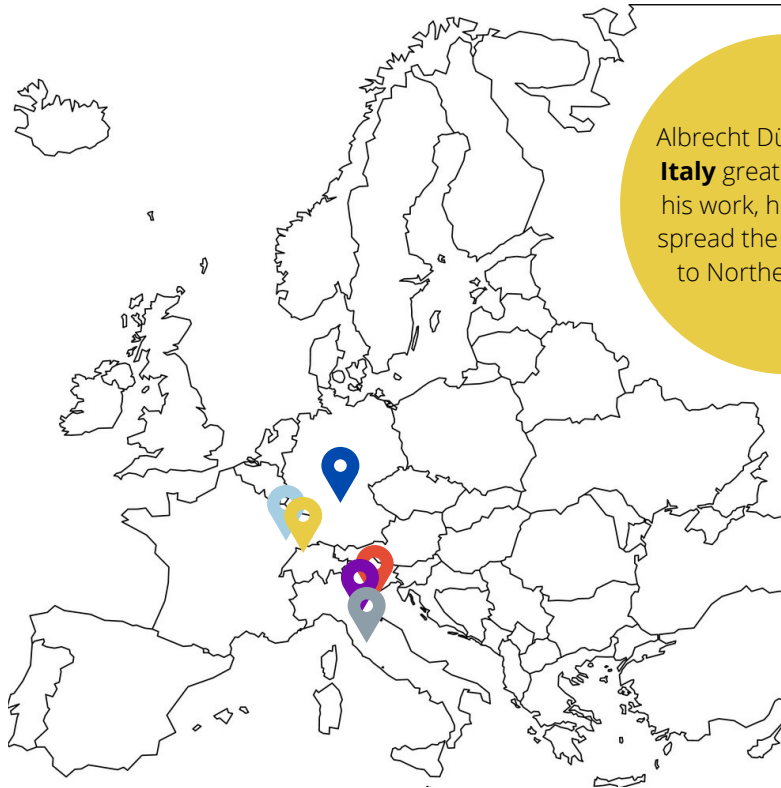 Albrecht Dü
Italy great
his work, h
spread the
to Northe